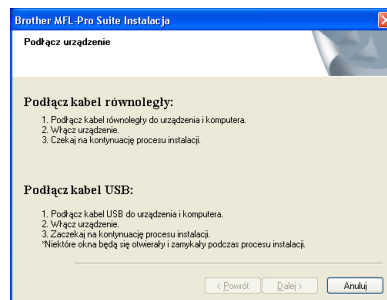 Brother MFL-Pro Suite Instalacja
Podłącz urządzenie
Podłącz kabel równoległy:
1. Podłącz kabel równoległy do urządzenia i komputera.
2. Włącz urządzenie.
3. Czekaj na kontynuację procesu instalacji.
Podłącz kabel USB:
1. Podłącz kabel USB do urządzenia i komputera.
2. Włącz urządzenie.
3. Zaczekaj na kontynuację procesu instalacji.
*Niektóre okna będą się otwierały i zamykały podczas procesu instalacji.
< Powrót Dalej > Anuluj